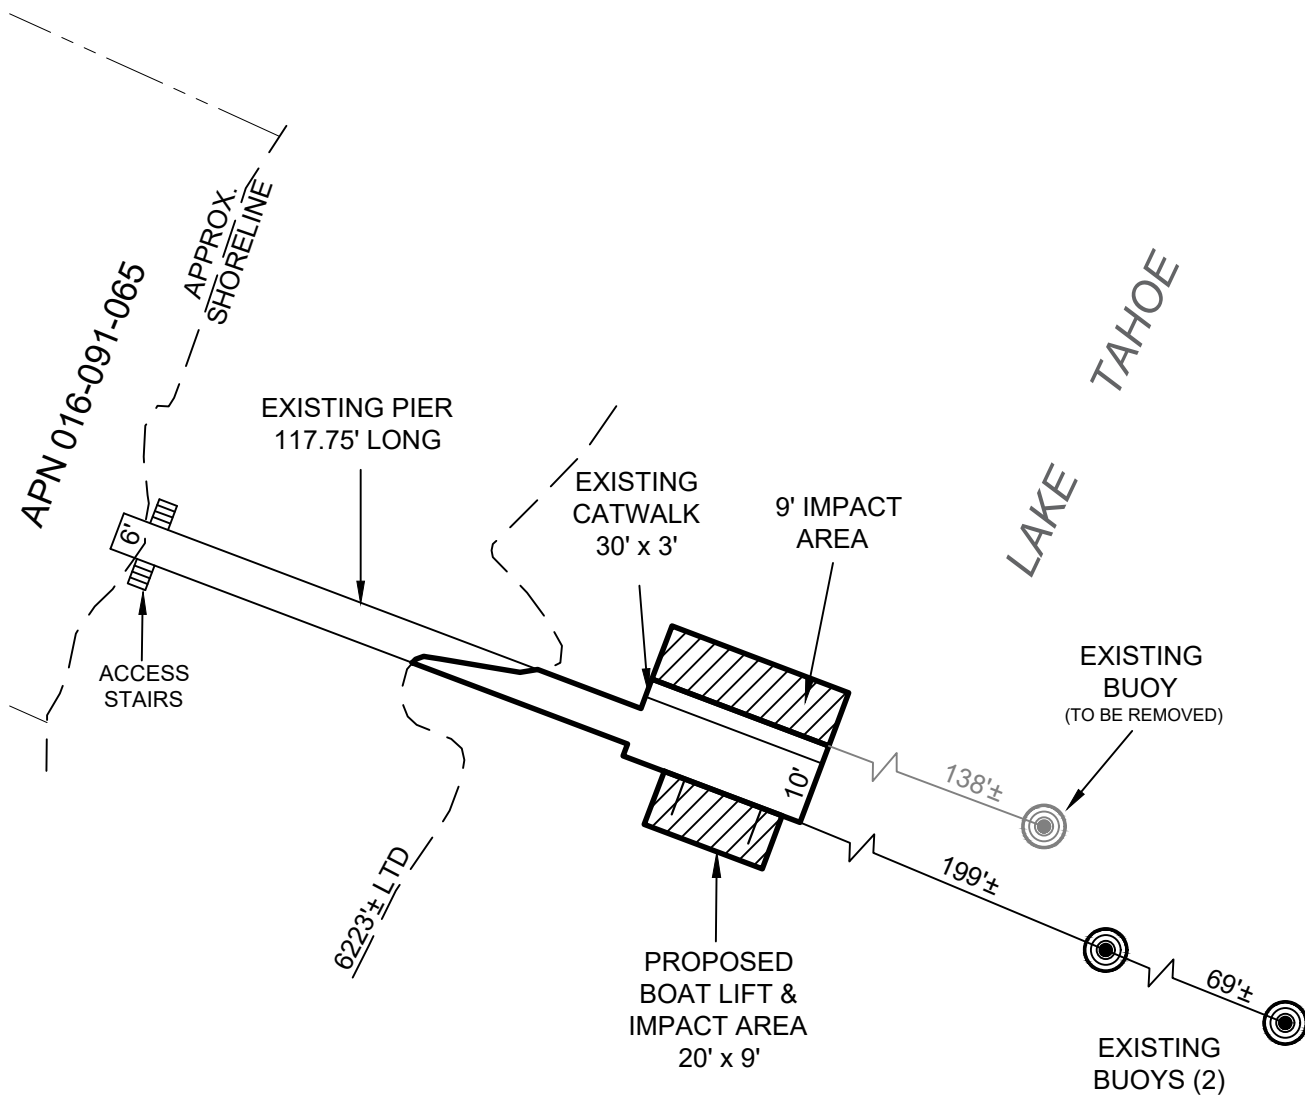 APPROX.
SHORELINE
APN 016-091-065
LAKE TAHOE
EXISTING PIER
117.75' LONG
EXISTING
CATWALK
30' x 3'
9' IMPACT
AREA
6'
ACCESS
STAIRS
EXISTING
BUOY
(TO BE REMOVED)
10'
138'±
199'±
69'±
6223'± LTD
PROPOSED
BOAT LIFT &
IMPACT AREA
20' x 9'
EXISTING
BUOYS (2)